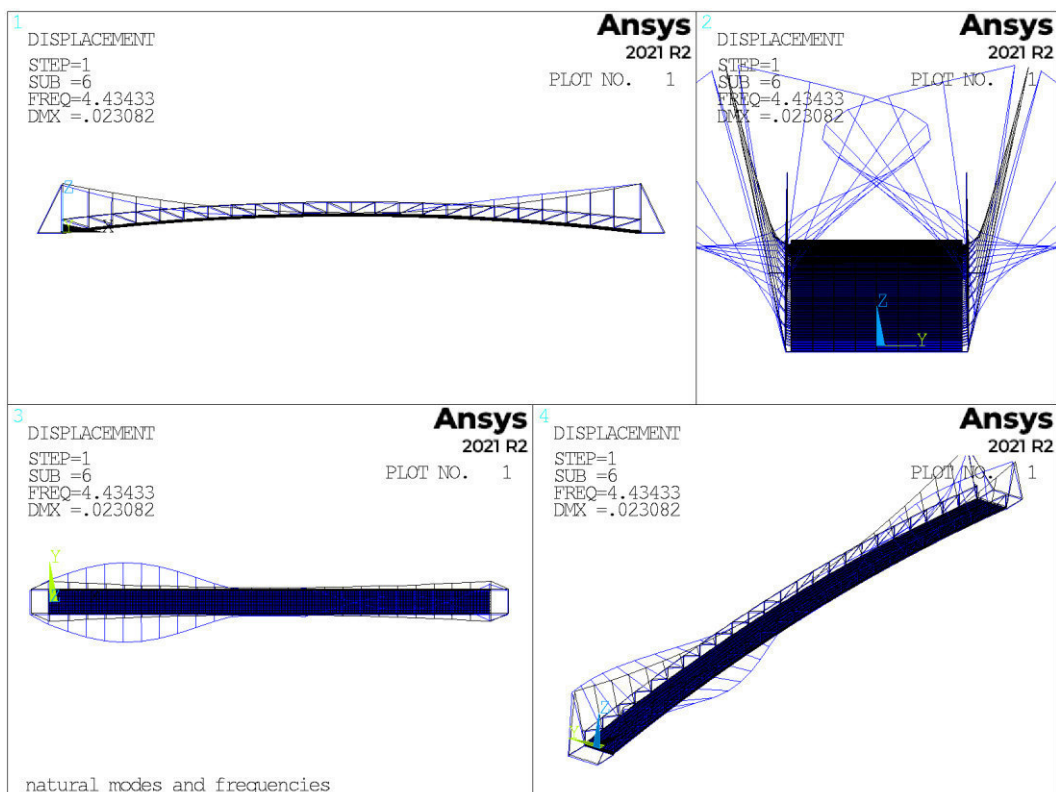 1
Ansys
2021 R2
DISPLACEMENT
STEP=1
SUB =6
FREQ=4.43433
DMX =.023082
PLOT NO. 1
Z
X
2
Ansys
2021 R2
DISPLACEMENT
STEP=1
SUB =6
FREQ=4.43433
DMX =.023082
PLOT NO. 1
Z
Y
3
Ansys
2021 R2
DISPLACEMENT
STEP=1
SUB =6
FREQ=4.43433
DMX =.023082
PLOT NO. 1
Y
natural modes and frequencies
4
Ansys
2021 R2
DISPLACEMENT
STEP=1
SUB =6
FREQ=4.43433
DMX =.023082
PLOT NO. 1
Z
Y